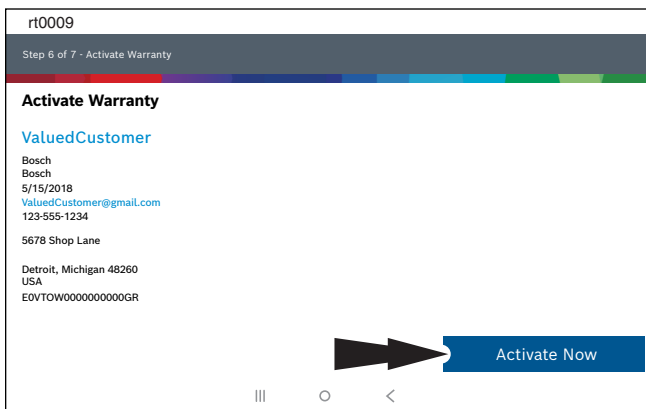 rt0009
Step 6 of 7 - Activate Warranty
Activate Warranty
ValuedCustomer
Bosch
Bosch
5/15/2018
ValuedCustomer@gmail.com
123-555-1234
5678 Shop Lane
Detroit, Michigan 48260
USA
E0VTOW0000000000GR
Activate Now